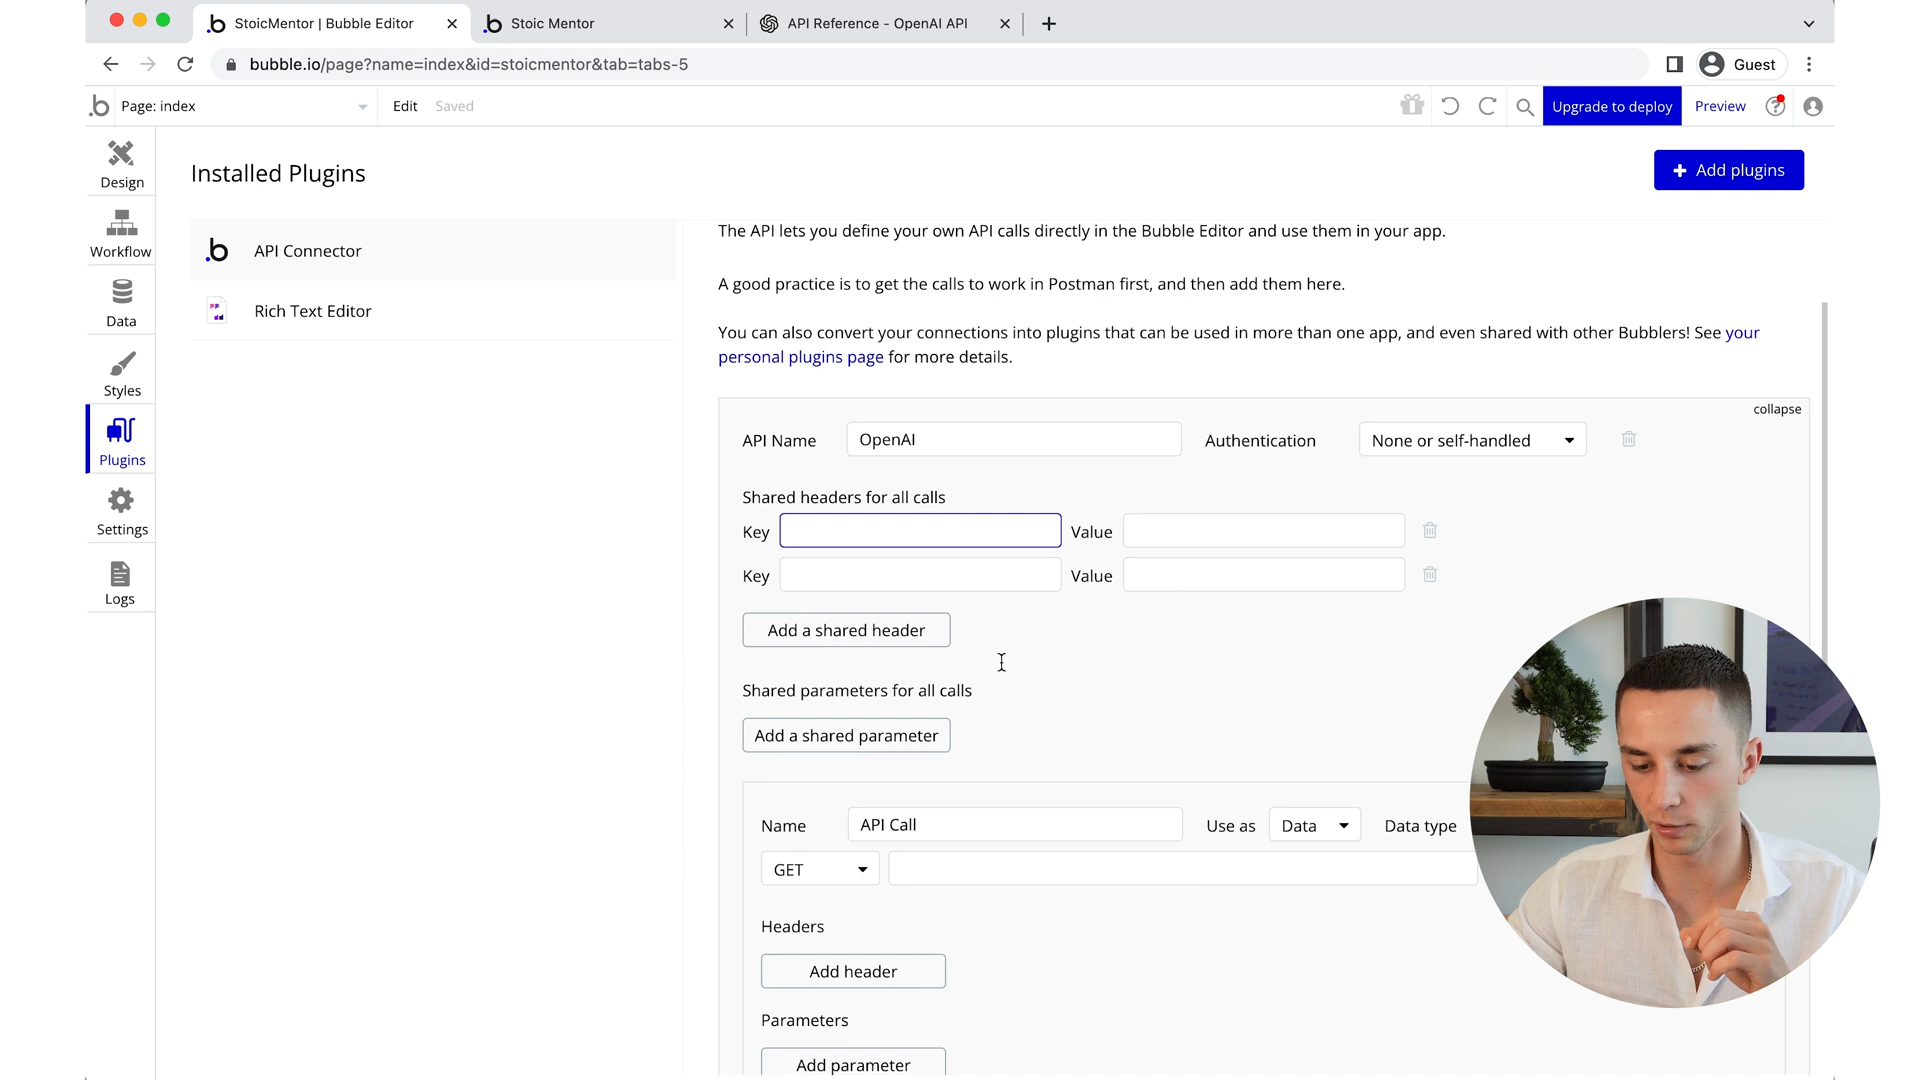 StoicMentor | Bubble Editor
Stoic Mentor
API Reference - OpenAI API
bubble.io/page?name=index&id=stoicmentor&tab=tabs-5
Guest
Page: index
Edit
Saved
Upgrade to deploy
Preview
Design
Workflow
Data
Styles
Plugins
Settings
Logs
Installed Plugins
Add plugins
API Connector
Rich Text Editor
The API lets you define your own API calls directly in the Bubble Editor and use them in your app.
A good practice is to get the calls to work in Postman first, and then add them here.
You can also convert your connections into plugins that can be used in more than one app, and even shared with other Bubblers! See your
personal plugins page for more details.
collapse
API Name
OpenAI
Authentication
None or self-handled
Shared headers for all calls
Key
Value
Key
Value
Add a shared header
Shared parameters for all calls
Add a shared parameter
Name
API Call
Use as
Data
Data type
GET
Headers
Add header
Parameters
Add parameter